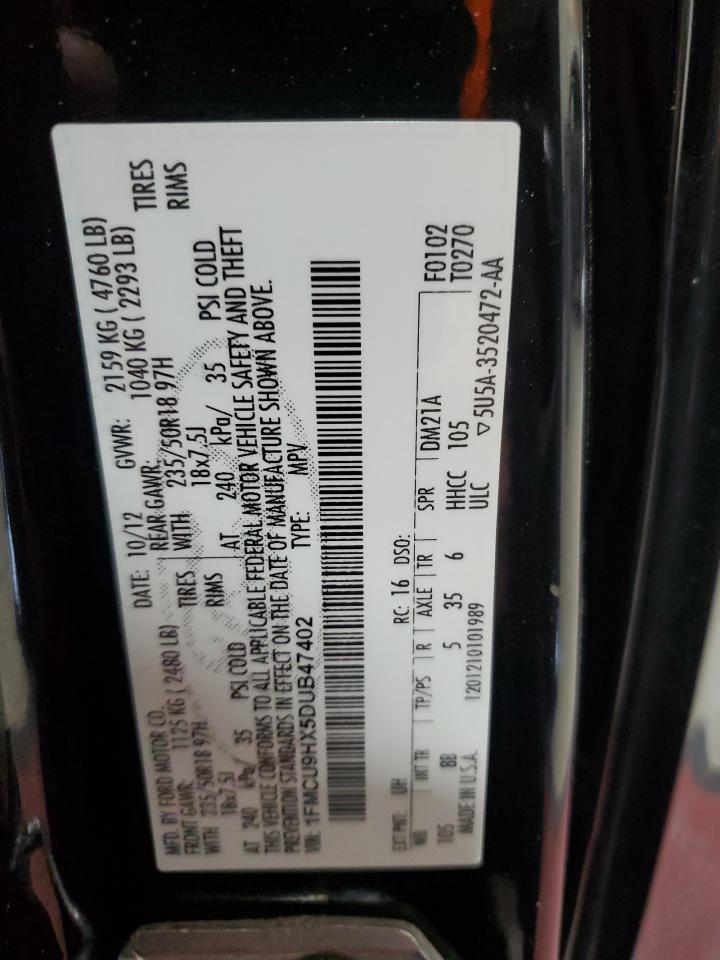 MFD. BY FORD MOTOR CO. DATE: 10/12 GVWR: 2159 KG ( 4760 LB)
FRONT GAWR: 1125 KG ( 2480 LB) REAR GAWR: 1040 KG ( 2293 LB)
WITH 235/50R18 97H TIRES WITH 235/50R18 97H TIRES
18x7.5J RIMS 18x7.5J RIMS
AT 240 kPa/ 35 PSI COLD AT 240 kPa/ 35 PSI COLD
THIS VEHICLE CONFORMS TO ALL APPLICABLE FEDERAL MOTOR VEHICLE SAFETY AND THEFT
PREVENTION STANDARDS IN EFFECT ON THE DATE OF MANUFACTURE SHOWN ABOVE.
VIN: 1FMCU9HX5DUB47402 TYPE: MPV
EXT PNT: UH RC: 16 DSO: F0102
WB INT TR TP/PS R AXLE TR SPR DM21A T0270
105 BB 5 35 6 HHCC 105
MADE IN U.S.A. 1201210101989 ULC ▽5U5A-3520472-AA